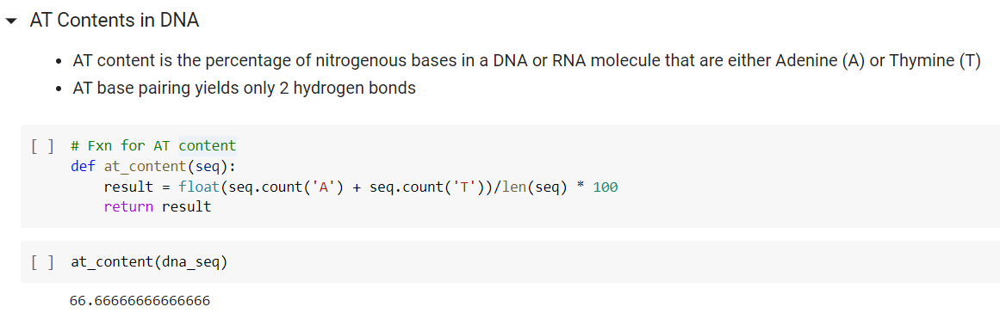 AT Contents in DNA
• AT content is the percentage of nitrogenous bases in a DNA or RNA molecule that are either Adenine (A) or Thymine (T)
• AT base pairing yields only 2 hydrogen bonds
[ ] # Fxn for AT content
def at_content(seq):
    result = float(seq.count('A') + seq.count('T'))/len(seq) * 100
    return result
[ ] at_content(dna_seq)
66.66666666666666